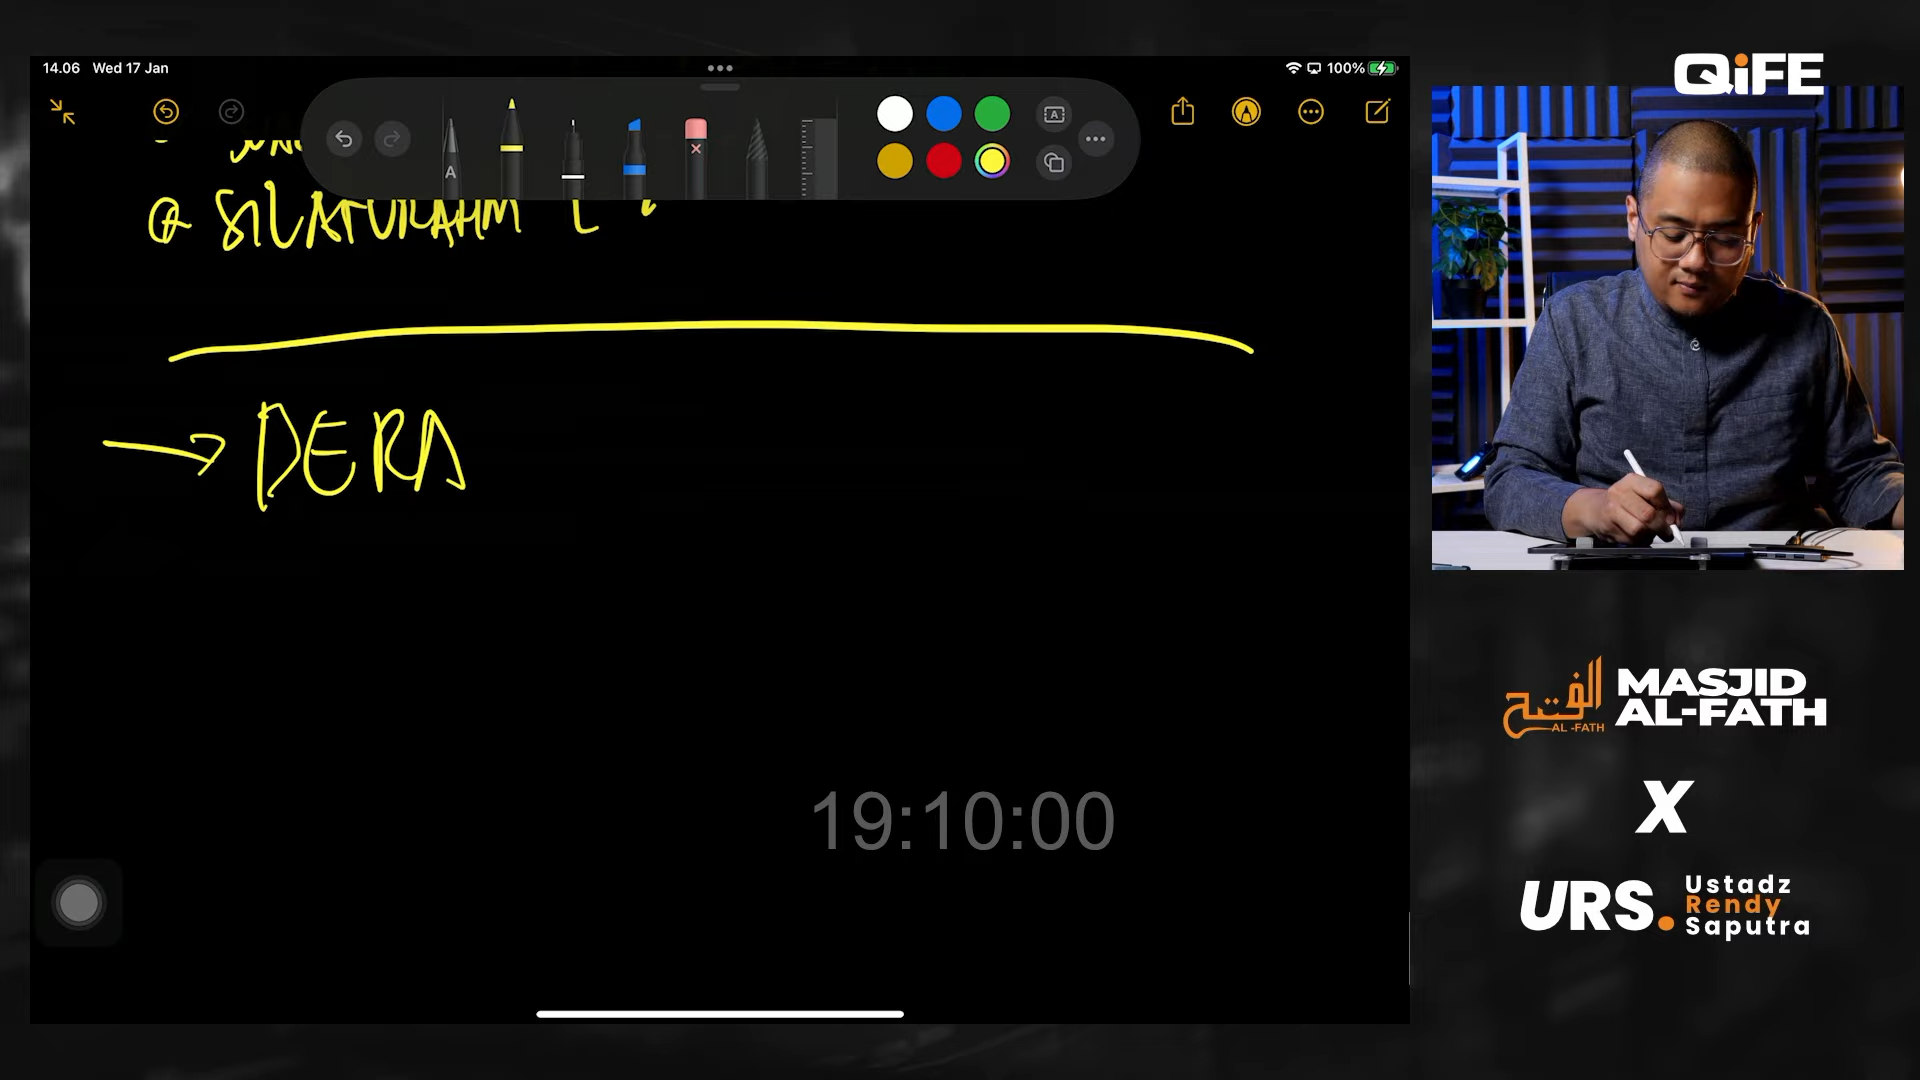 QiFE
14.06 Wed 17 Jan
100%
SILATURAHM
→ DERA
19:10:00
الفتح
AL-FATH
MASJID
AL-FATH
X
URS.
Ustadz
Rendy
Saputra